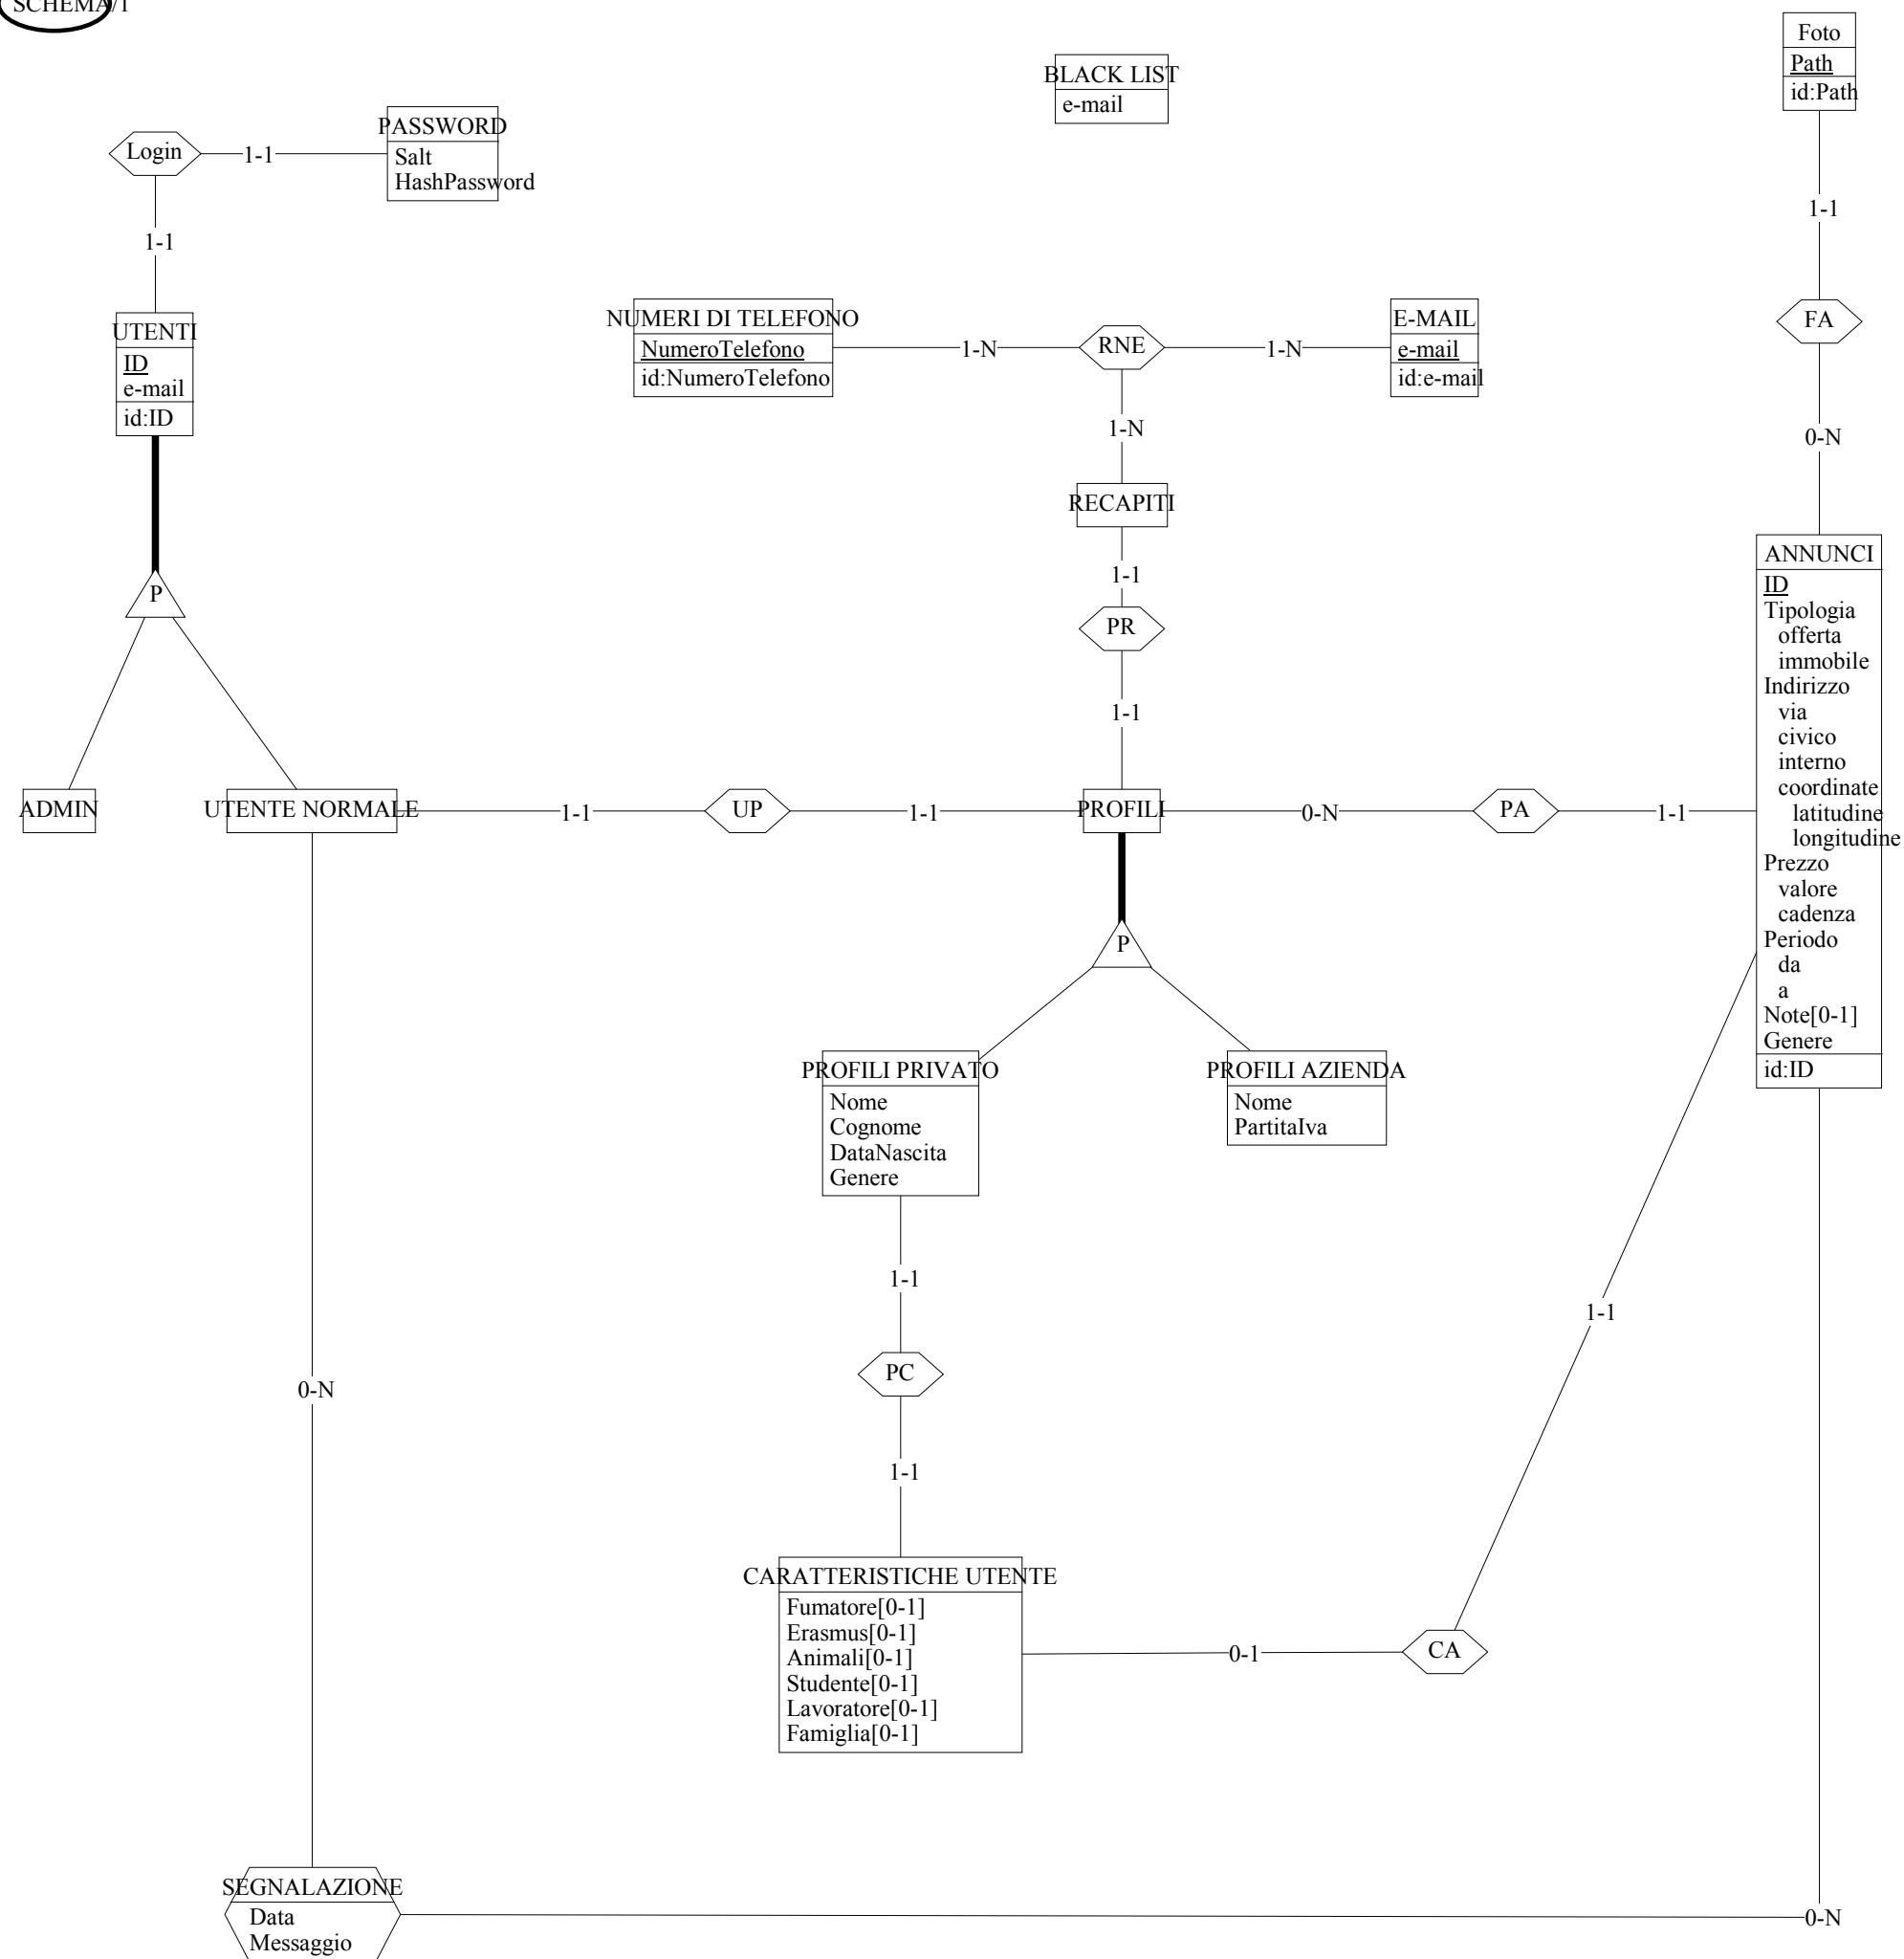 SCHEMA/1
Foto
Path
id:Path
BLACK LIST
e-mail
PASSWORD
Salt
HashPassword
Login
1-1
1-1
1-1
UTENTI
ID
e-mail
id:ID
NUMERI DI TELEFONO
NumeroTelefono
id:NumeroTelefono
1-N
RNE
1-N
E-MAIL
e-mail
id:e-mail
FA
1-N
0-N
RECAPITI
1-1
PR
1-1
P
ANNUNCI
ID
Tipologia
offerta
immobile
Indirizzo
via
civico
interno
coordinate
latitudine
longitudine
Prezzo
valore
cadenza
Periodo
da
a
Note[0-1]
Genere
id:ID
ADMIN
UTENTE NORMALE
1-1
UP
1-1
PROFILI
0-N
PA
1-1
P
PROFILI PRIVATO
Nome
Cognome
DataNascita
Genere
PROFILI AZIENDA
Nome
PartitaIva
1-1
1-1
PC
0-N
1-1
CARATTERISTICHE UTENTE
Fumatore[0-1]
Erasmus[0-1]
Animali[0-1]
Studente[0-1]
Lavoratore[0-1]
Famiglia[0-1]
0-1
CA
SEGNALAZIONE
Data
Messaggio
0-N